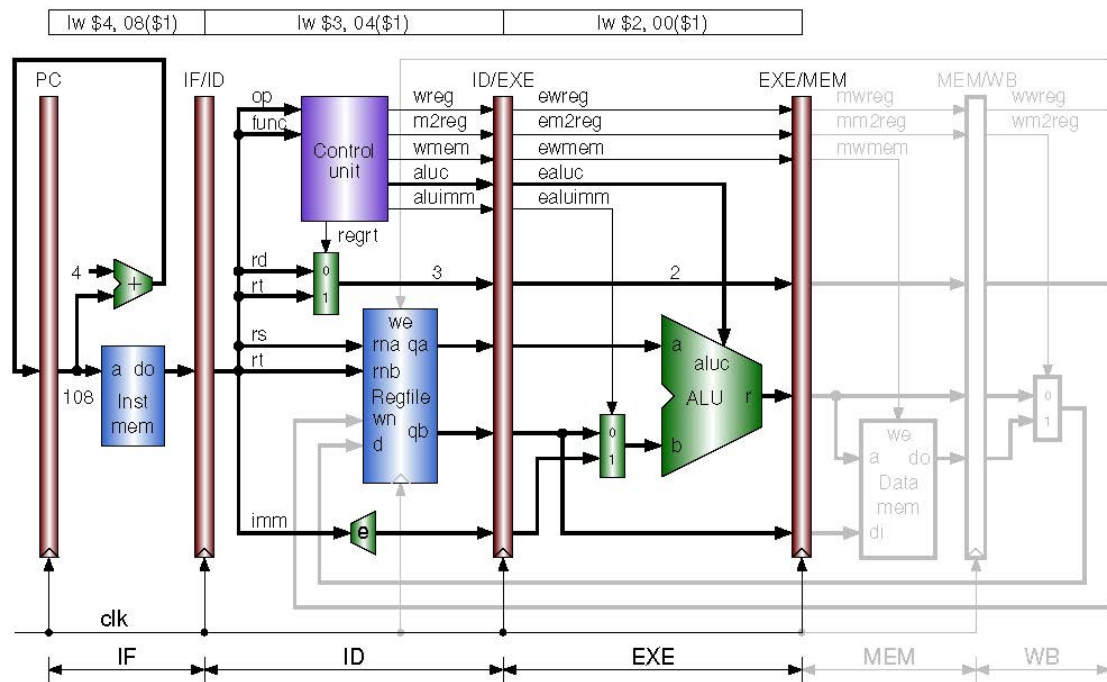 lw $4, 08($1) lw $3, 04($1) lw $2, 00($1)
PC IF/ID ID/EXE EXE/MEM MEM/WB
op wreg ewreg mwreg wwreg
func m2reg em2reg mm2reg wm2reg
Control unit
wmem ewmem mwmem
aluc ealuc
aluimm ealuimm
regrt
4 + rd 0 3 2
rt 1
we
rs rna qa a
rt rnb aluc
108 a do Inst mem
Regfile ALU r
wn qb 0 0
d 1 b 1
we
a do
Data mem
imm e di
clk
IF ID EXE MEM WB